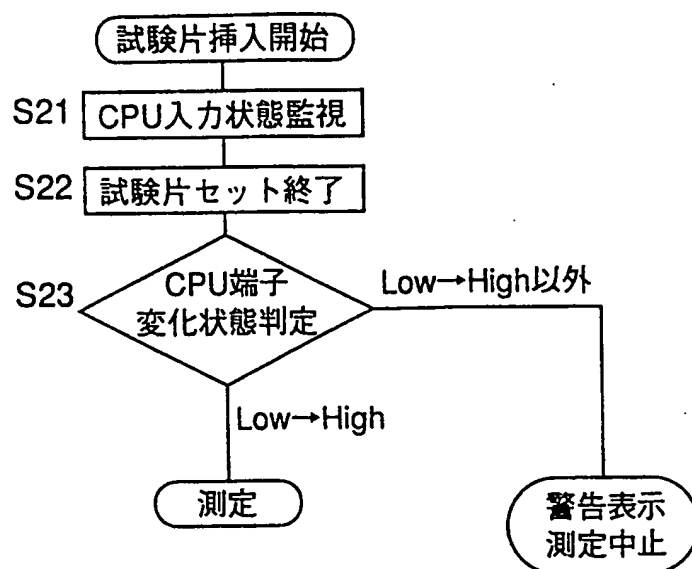 試験片挿入開始
S21
CPU入力状態監視
S22
試験片セット終了
S23
CPU端子
変化状態判定
Low→High以外
Low→High
測定
警告表示
測定中止